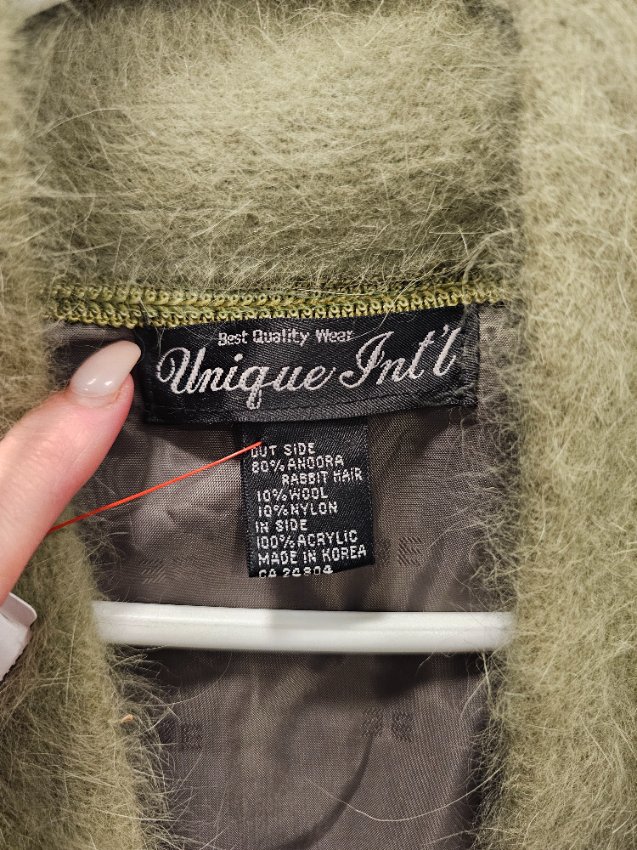 Best Quality Wear
Unique Int'l
OUT SIDE
80% ANGORA
RABBIT HAIR
10% WOOL
10% NYLON
IN SIDE
100% ACRYLIC
MADE IN KOREA
CA 24804